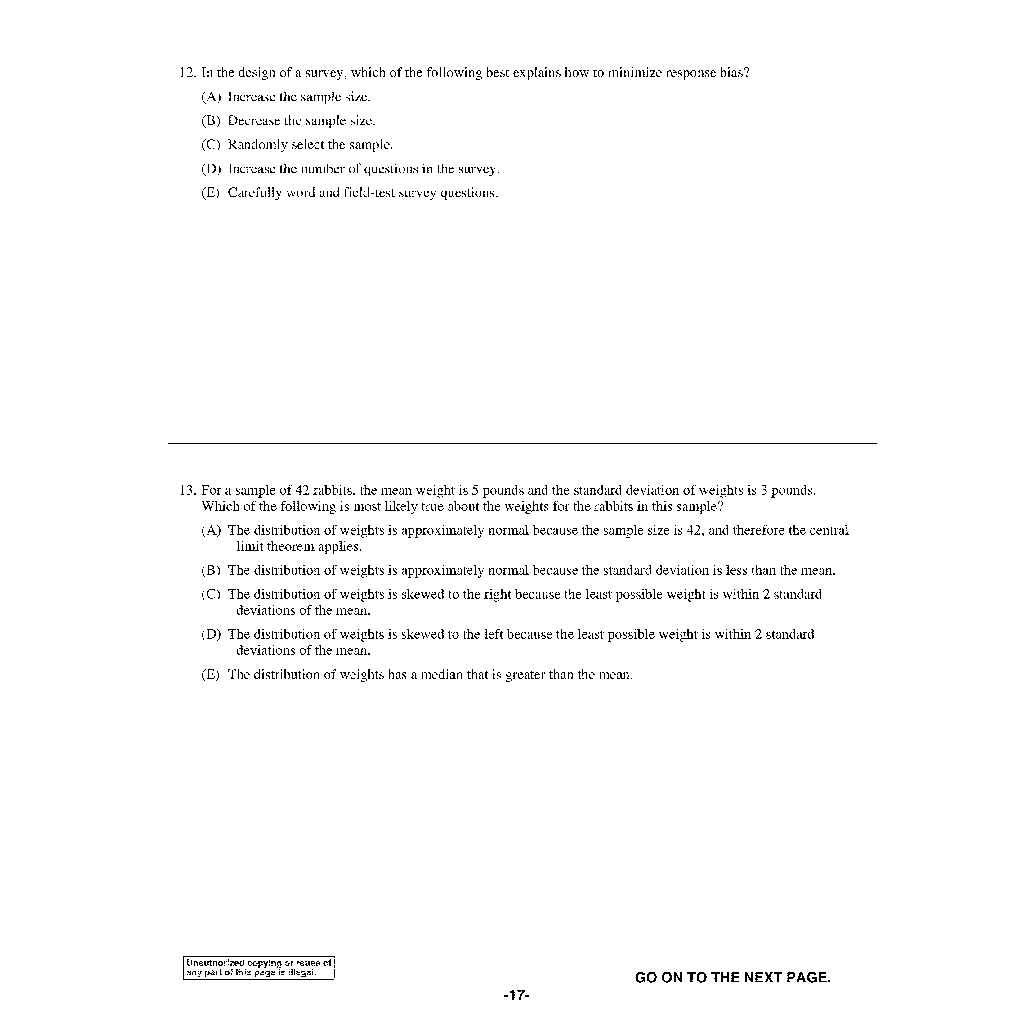 12. In the design of a survey, which of the following best explains how to minimize response bias?
(A) Increase the sample size.
(B) Decrease the sample size.
(C) Randomly select the sample.
(D) Increase the number of questions in the survey.
(E) Carefully word and field-test survey questions.
13. For a sample of 42 rabbits, the mean weight is 5 pounds and the standard deviation of weights is 3 pounds.
Which of the following is most likely true about the weights for the rabbits in this sample?
(A) The distribution of weights is approximately normal because the sample size is 42, and therefore the central
limit theorem applies.
(B) The distribution of weights is approximately normal because the standard deviation is less than the mean.
(C) The distribution of weights is skewed to the right because the least possible weight is within 2 standard
deviations of the mean.
(D) The distribution of weights is skewed to the left because the least possible weight is within 2 standard
deviations of the mean.
(E) The distribution of weights has a median that is greater than the mean.
Unauthorized copying or reuse of
any part of this page is illegal.
GO ON TO THE NEXT PAGE.
-17-